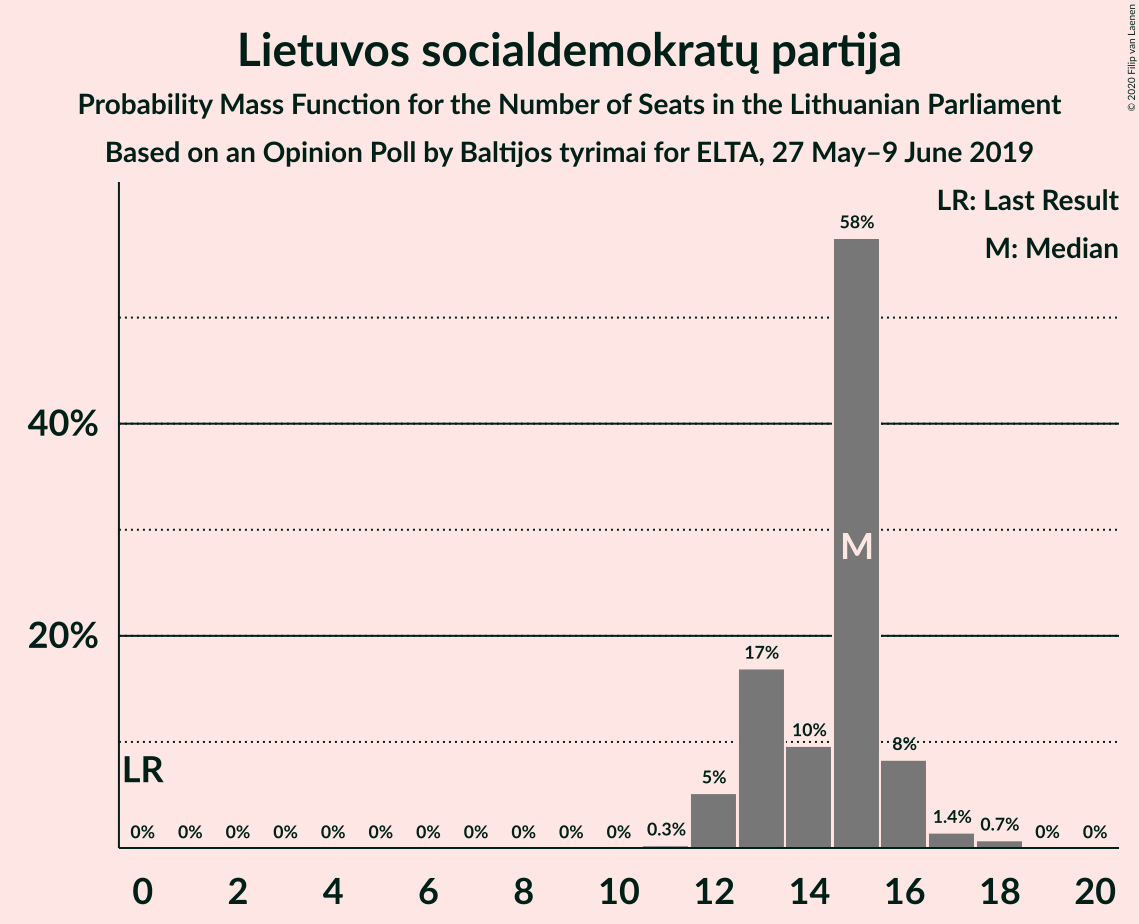 Lietuvos socialdemokratų partija
Probability Mass Function for the Number of Seats in the Lithuanian Parliament
Based on an Opinion Poll by Baltijos tyrimai for ELTA, 27 May–9 June 2019
© 2020 Filip van Laenen
LR: Last Result
M: Median
58%
40%
M
20%
17%
10%
8%
LR
5%
0% 0% 0% 0% 0% 0% 0% 0% 0% 0% 0% 0.3% 1.4% 0.7% 0% 0%
0 2 4 6 8 10 12 14 16 18 20